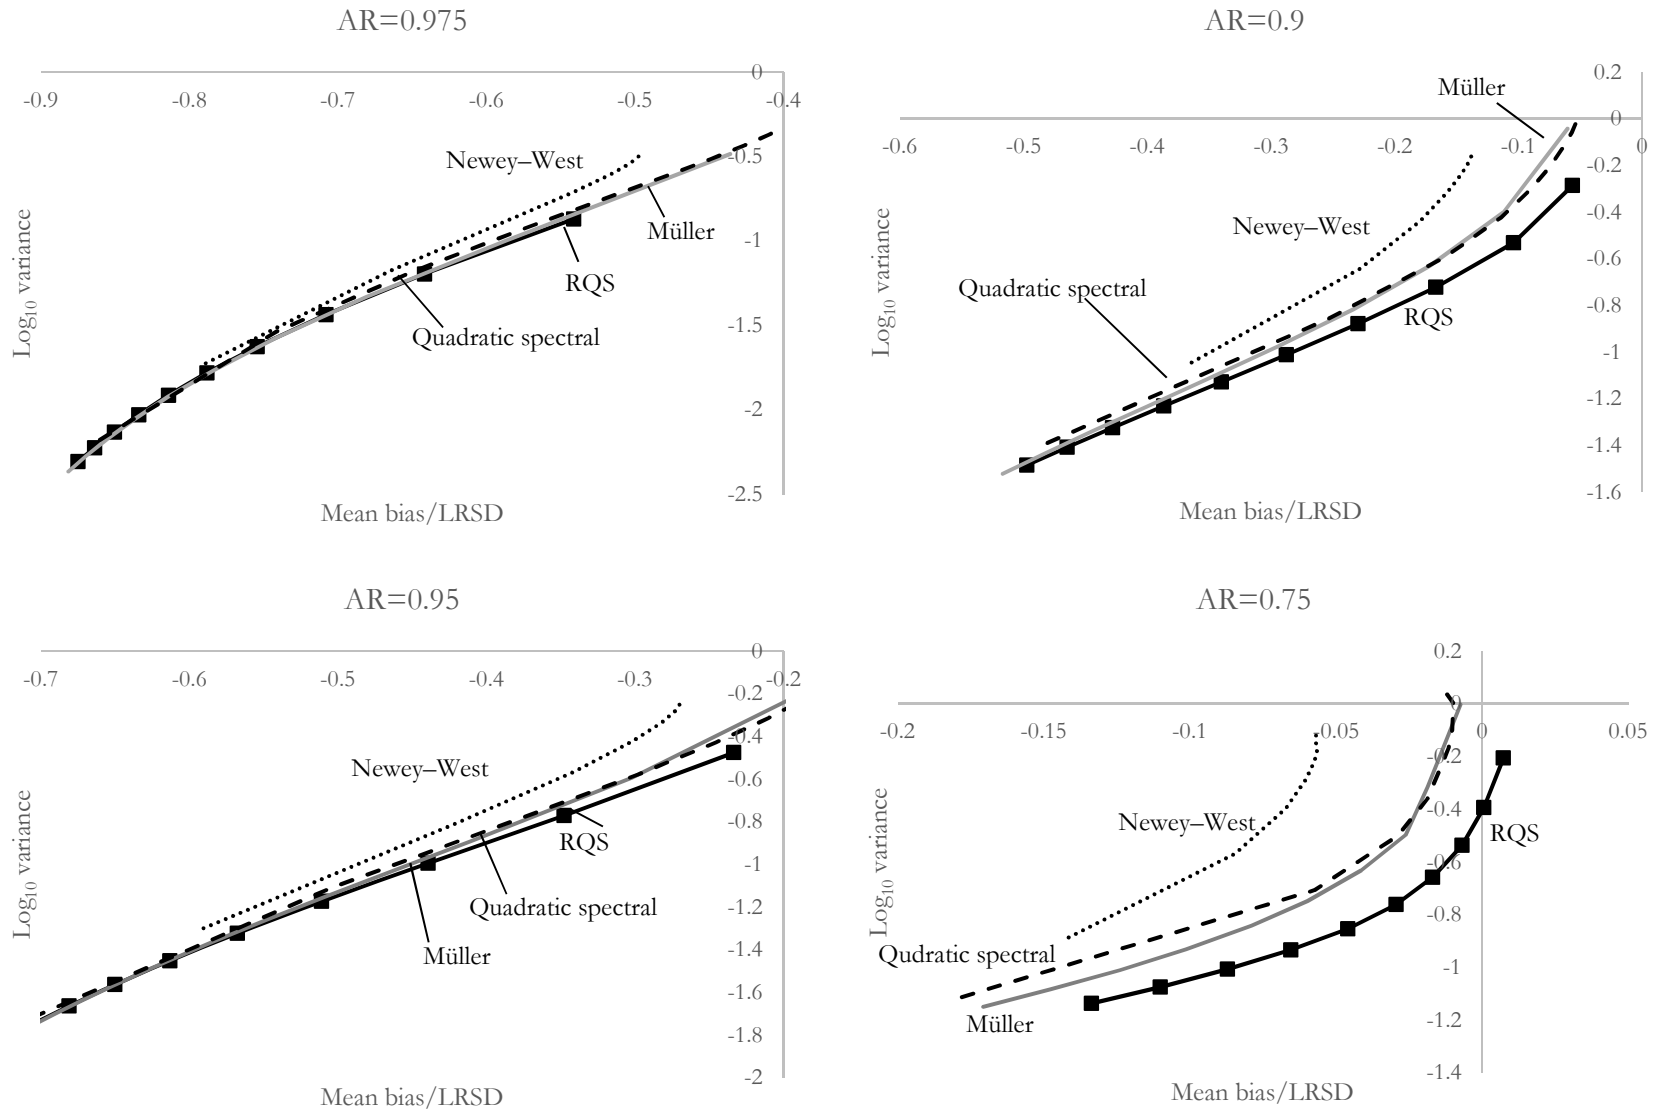 AR=0.975
0
-0.9 -0.8 -0.7 -0.6 -0.5 -0.4
Newey–West
-0.5
Müller
-1
RQS
Quadratic spectral
-1.5
-2
-2.5
Log10 variance
Mean bias/LRSD
AR=0.9
0.2
Müller
0
-0.6 -0.5 -0.4 -0.3 -0.2 -0.1 0
-0.2
-0.4
Newey–West
-0.6
Quadratic spectral
-0.8
RQS
-1
-1.2
-1.4
-1.6
Log10 variance
Mean bias/LRSD
AR=0.95
0
-0.7 -0.6 -0.5 -0.4 -0.3 -0.2
-0.2
-0.4
Newey–West
-0.6
-0.8
RQS
-1
Quadratic spectral
-1.2
Müller
-1.4
-1.6
-1.8
-2
Log10 variance
Mean bias/LRSD
AR=0.75
0.2
0
-0.2 -0.15 -0.1 -0.05 0 0.05
-0.2
-0.4
Newey–West
RQS
-0.6
-0.8
Qudratic spectral
-1
Müller
-1.2
-1.4
Log10 variance
Mean bias/LRSD